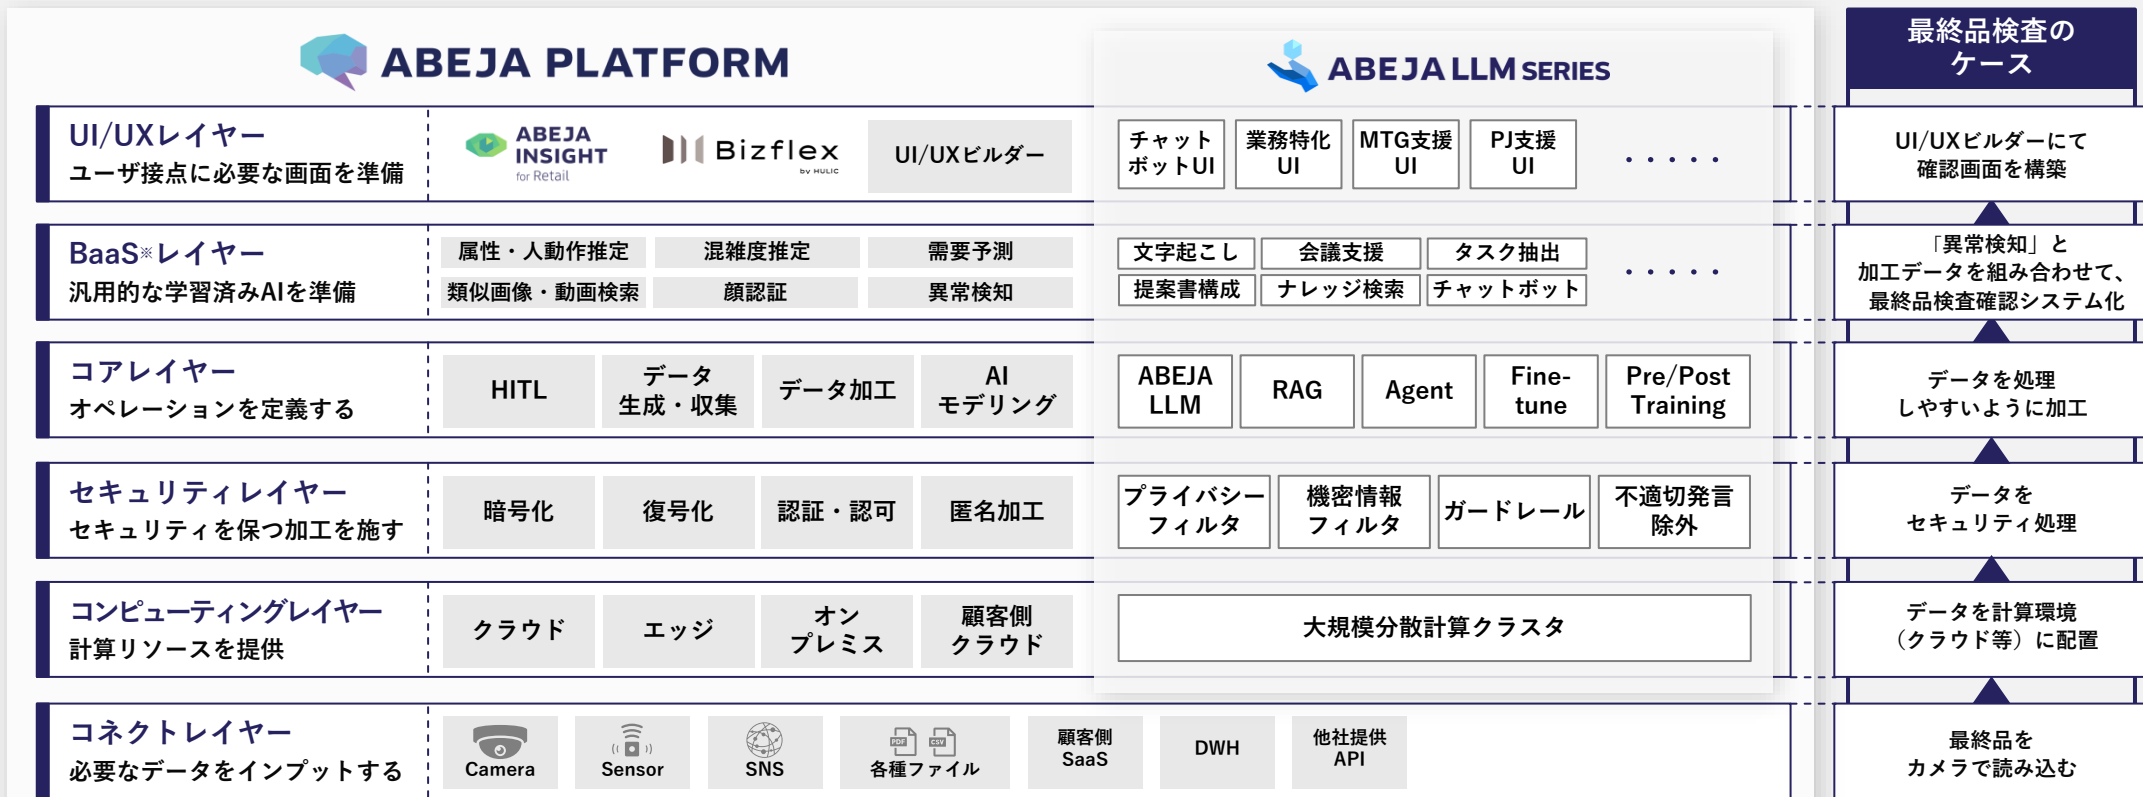 ABEJA PLATFORM
ABEJA LLM SERIES
最終品検査の
ケース
UI/UXレイヤー
ユーザ接点に必要な画面を準備
ABEJA
INSIGHT
for Retail
Bizflex
by HULIC
UI/UXビルダー
チャット
ボットUI
業務特化
UI
MTG支援
UI
PJ支援
UI
・・・・・
UI/UXビルダーにて
確認画面を構築
BaaS※レイヤー
汎用的な学習済みAIを準備
属性・人動作推定
混雑度推定
需要予測
類似画像・動画検索
顔認証
異常検知
文字起こし
会議支援
タスク抽出
提案書構成
ナレッジ検索
チャットボット
・・・・・
「異常検知」と
加工データを組み合わせて、
最終品検査確認システム化
コアレイヤー
オペレーションを定義する
HITL
データ
生成・収集
データ加工
AI
モデリング
ABEJA
LLM
RAG
Agent
Fine-
tune
Pre/Post
Training
データを処理
しやすいように加工
セキュリティレイヤー
セキュリティを保つ加工を施す
暗号化
復号化
認証・認可
匿名加工
プライバシー
フィルタ
機密情報
フィルタ
ガードレール
不適切発言
除外
データを
セキュリティ処理
コンピューティングレイヤー
計算リソースを提供
クラウド
エッジ
オン
プレミス
顧客側
クラウド
大規模分散計算クラスタ
データを計算環境
（クラウド等）に配置
コネクトレイヤー
必要なデータをインプットする
Camera
Sensor
SNS
PDF
CSV
各種ファイル
顧客側
SaaS
DWH
他社提供
API
最終品を
カメラで読み込む